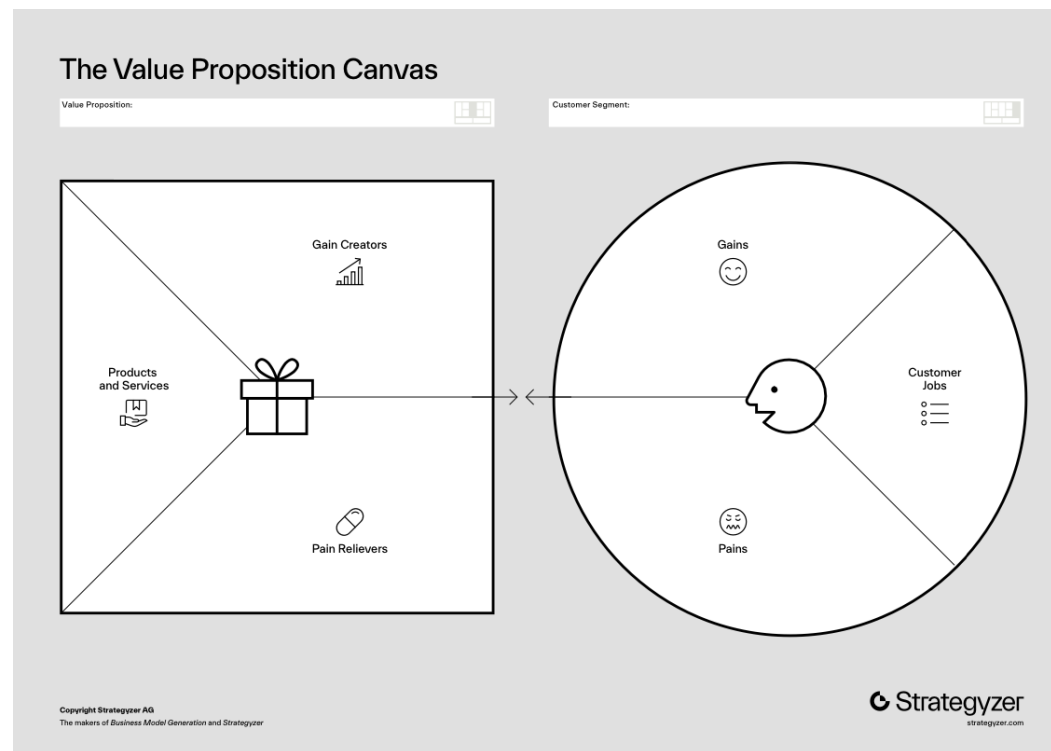 The Value Proposition Canvas
Value Proposition:
Customer Segment:
Gain Creators
Gains
Products
and Services
Customer
Jobs
Pain Relievers
Pains
Copyright Strategyzer AG
The makers of Business Model Generation and Strategyzer
Strategyzer
strategyzer.com